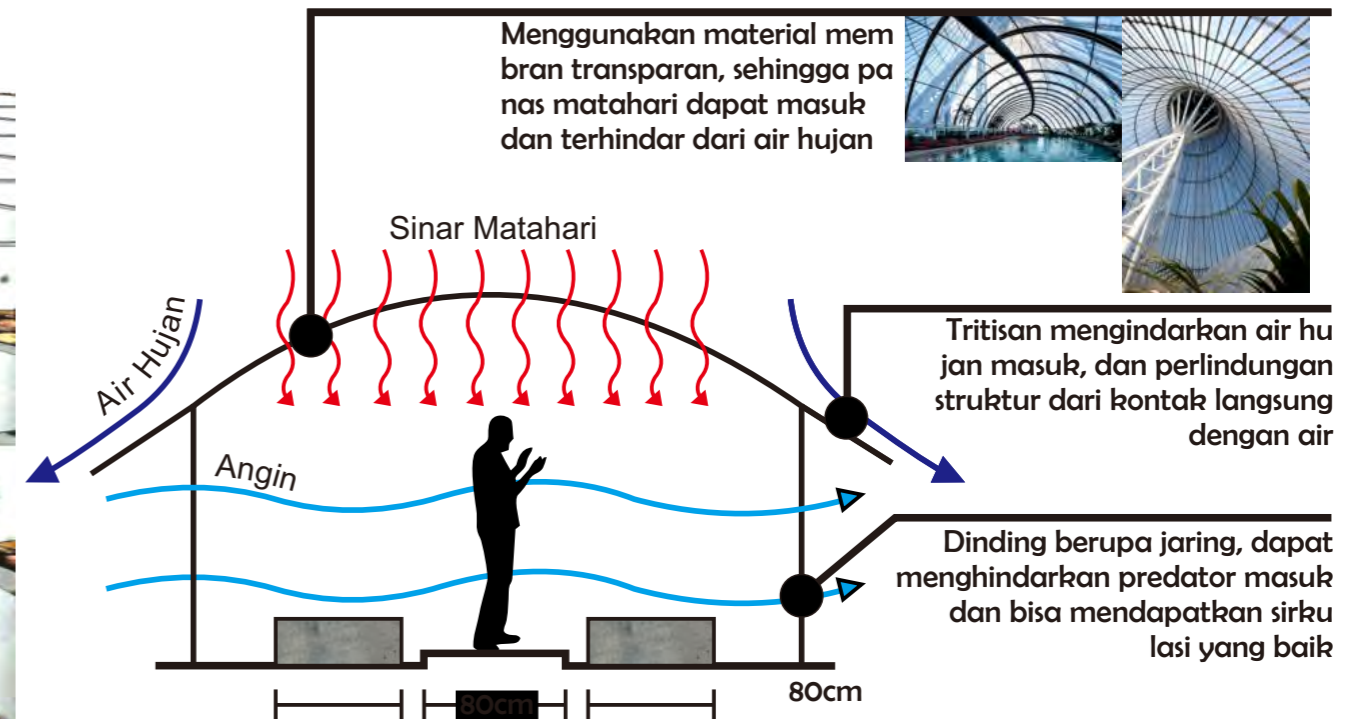 Menggunakan material mem
bran transparan, sehingga pa
nas matahari dapat masuk
dan terhindar dari air hujan
Sinar Matahari
Air Hujan
Tritisan mengindarkan air hu
jan masuk, dan perlindungan
struktur dari kontak langsung
dengan air
Angin
Dinding berupa jaring, dapat
menghindarkan predator masuk
dan bisa mendapatkan sirku
lasi yang baik
80cm
80cm